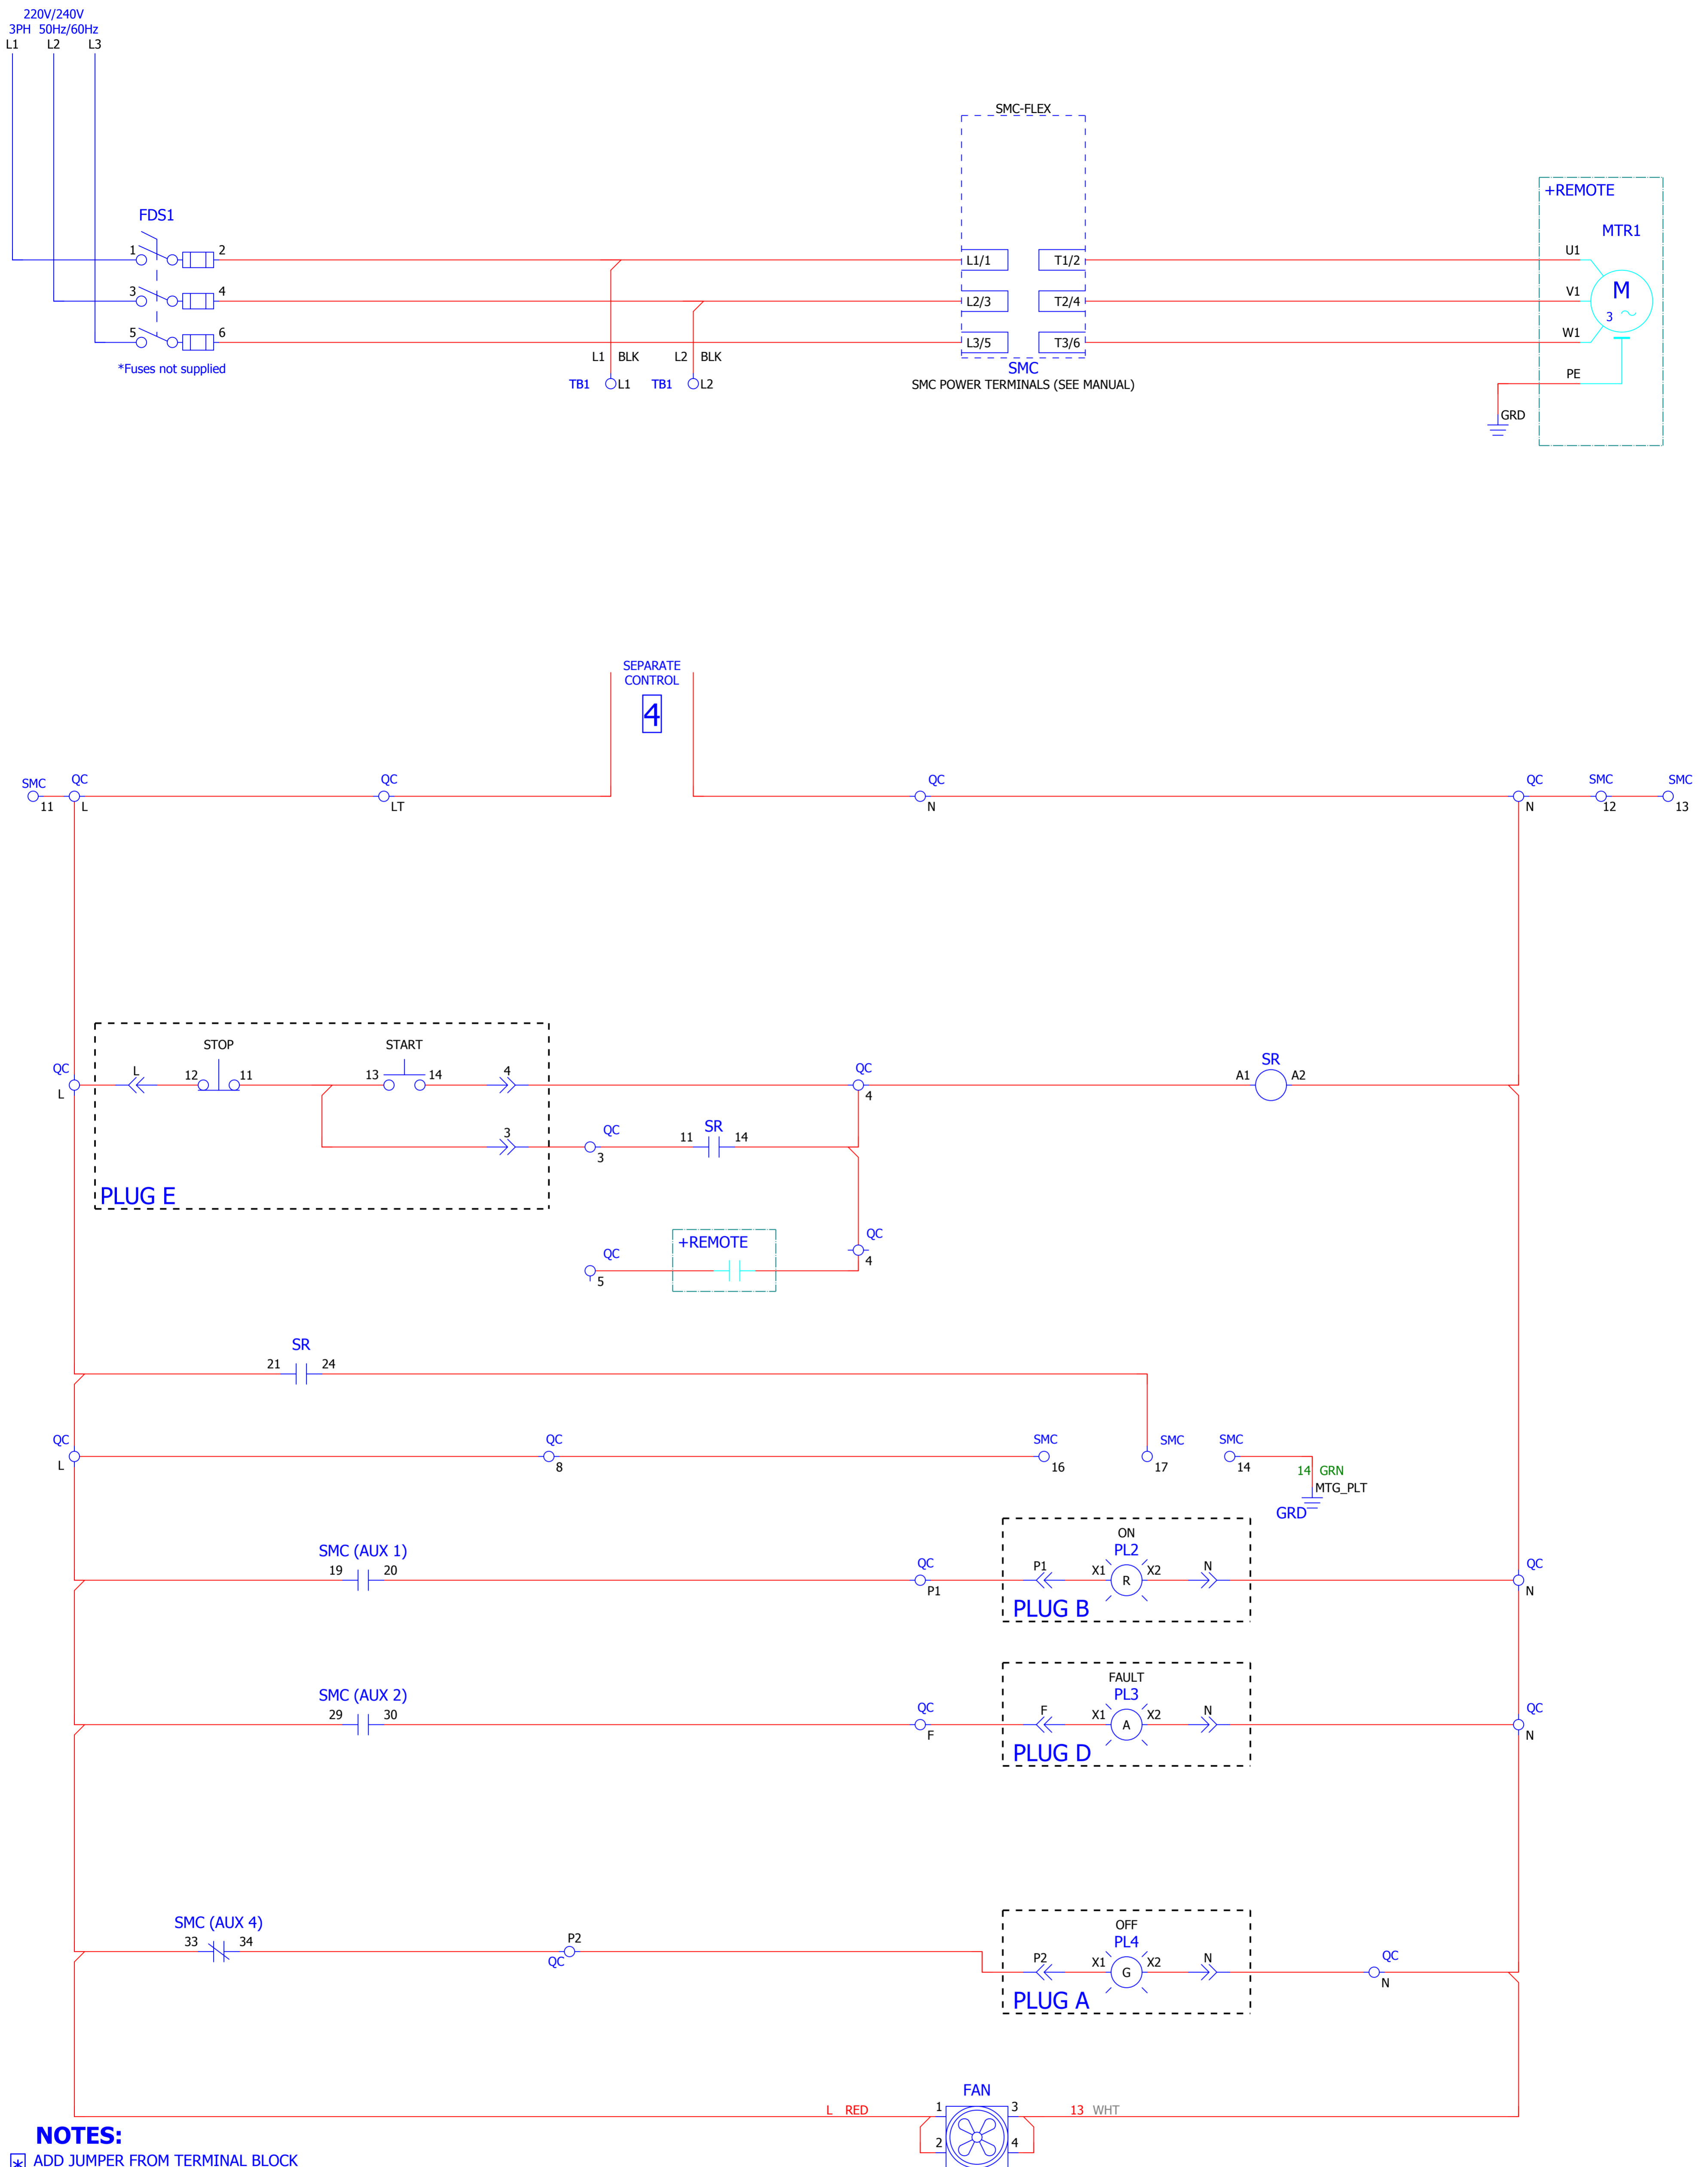 220V/240V
3PH 50Hz/60Hz
L1 L2 L3
SMC-FLEX
+REMOTE
MTR1
FDS1
1 2
L1/1 T1/2
U1
3 4
L2/3 T2/4
V1
M
3
5 6
L3/5 T3/6
W1
*Fuses not supplied
L1 BLK L2 BLK
TB1 L1 TB1 L2
SMC
SMC POWER TERMINALS (SEE MANUAL)
PE
GRD
SEPARATE
CONTROL
4
SMC QC QC QC QC SMC SMC
11 L LT N N 12 13
STOP START
QC L 12 11 13 14 4 QC SR
L 4 A1 A2
3 QC 11 SR 14
3
PLUG E
+REMOTE
QC QC
5 4
SR
21 24
QC QC SMC SMC SMC
L 8 16 17 14
14 GRN
MTG_PLT
GRD
SMC (AUX 1)
19 20
QC
P1
ON
PL2
P1 X1 R X2 N
PLUG B
QC
N
SMC (AUX 2)
29 30
QC
F
FAULT
PL3
F X1 A X2 N
PLUG D
QC
N
SMC (AUX 4)
33 34
P2
QC
OFF
PL4
P2 X1 G X2 N
PLUG A
QC
N
FAN
L RED 1 3 13 WHT
2 4
NOTES:
* ADD JUMPER FROM TERMINAL BLOCK